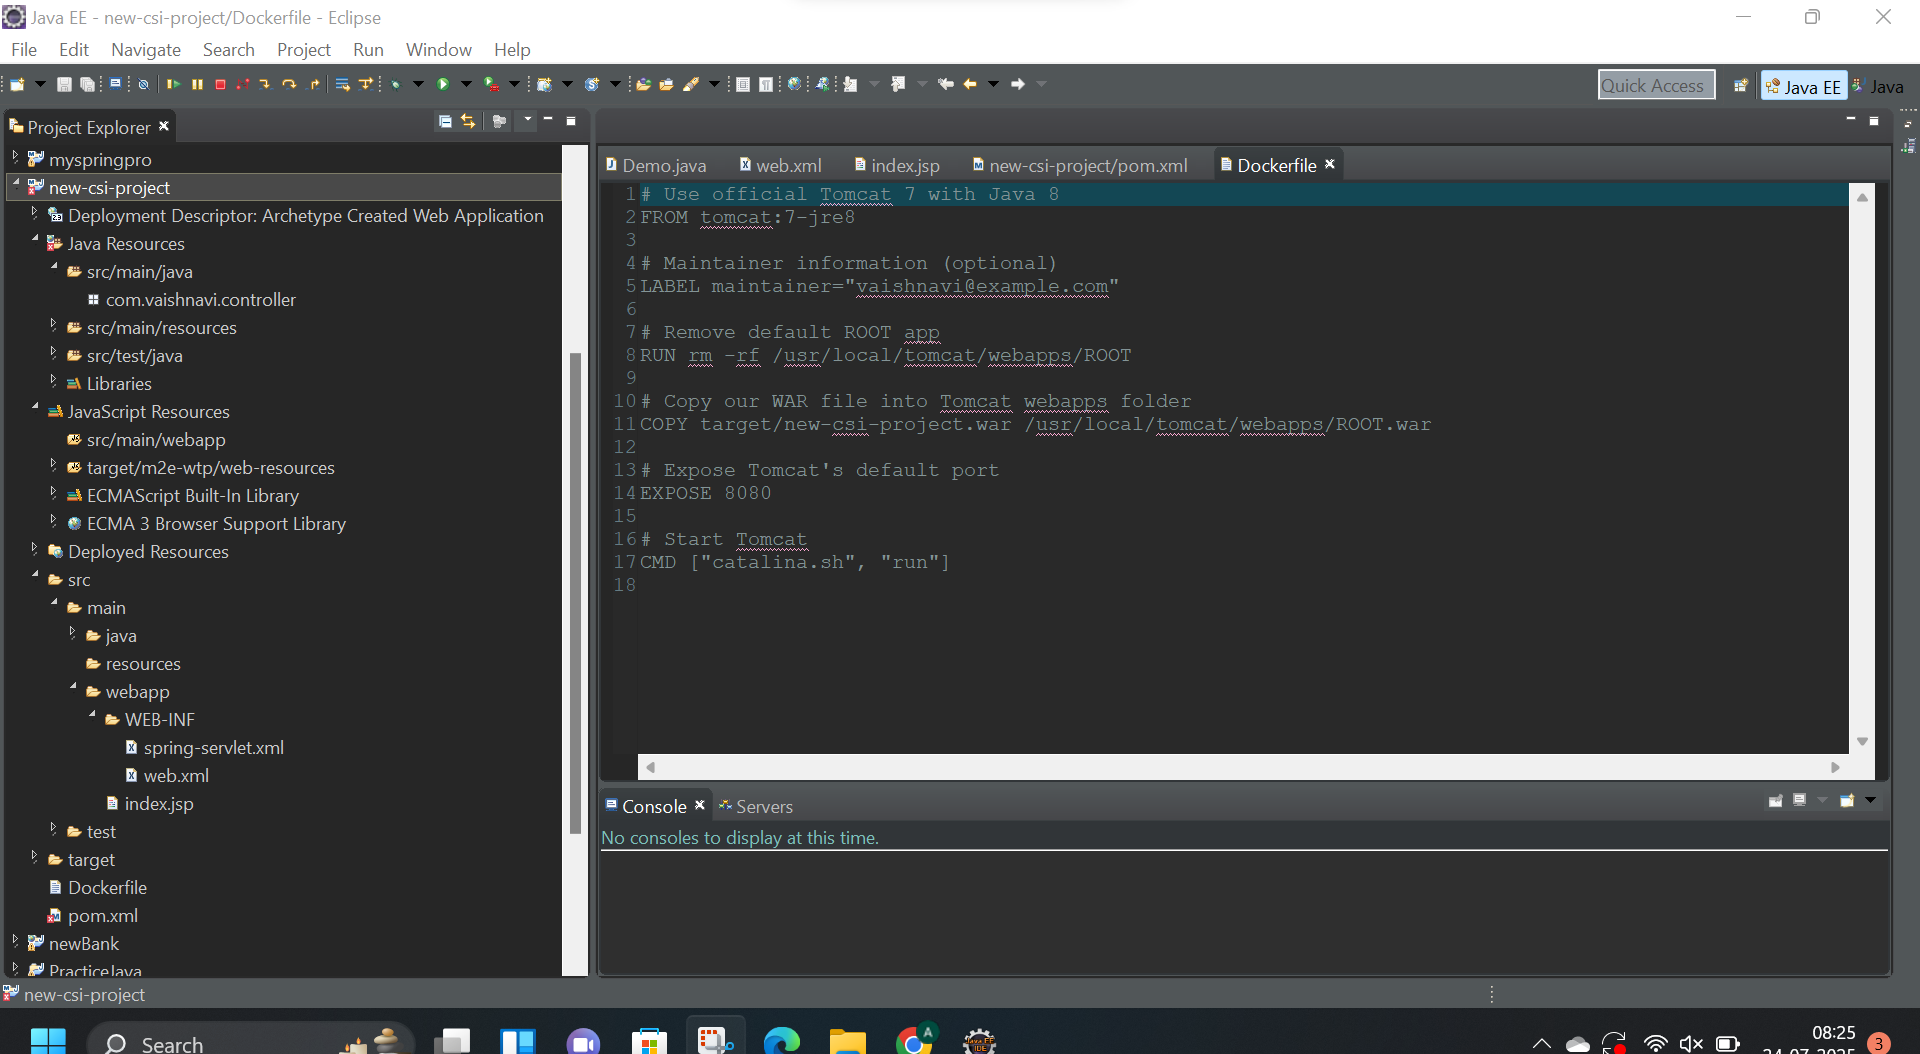 Java EE - new-csi-project/Dockerfile - Eclipse
File Edit Navigate Search Project Run Window Help
Quick Access
Java EE
Java
Project Explorer
myspringpro
new-csi-project
Deployment Descriptor: Archetype Created Web Application
Java Resources
src/main/java
com.vaishnavi.controller
src/main/resources
src/test/java
Libraries
JavaScript Resources
src/main/webapp
target/m2e-wtp/web-resources
ECMAScript Built-In Library
ECMA 3 Browser Support Library
Deployed Resources
src
main
java
resources
webapp
WEB-INF
spring-servlet.xml
web.xml
index.jsp
test
target
Dockerfile
pom.xml
newBank
PracticeJava
Demo.java web.xml index.jsp new-csi-project/pom.xml Dockerfile
1 # Use official Tomcat 7 with Java 8
2 FROM tomcat:7-jre8
3
4 # Maintainer information (optional)
5 LABEL maintainer="vaishnavi@example.com"
6
7 # Remove default ROOT app
8 RUN rm -rf /usr/local/tomcat/webapps/ROOT
9
10 # Copy our WAR file into Tomcat webapps folder
11 COPY target/new-csi-project.war /usr/local/tomcat/webapps/ROOT.war
12
13 # Expose Tomcat's default port
14 EXPOSE 8080
15
16 # Start Tomcat
17 CMD ["catalina.sh", "run"]
18
Console Servers
No consoles to display at this time.
new-csi-project
Search
A
Java EE
IDE
08:25
24-07-2025
3